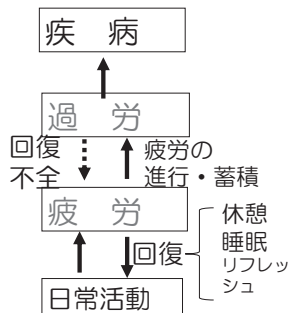 疾 病
過 労
回復
不全
疲労の
進行・蓄積
疲 労
回復
休憩
睡眠
リフレッ
シュ
日常活動